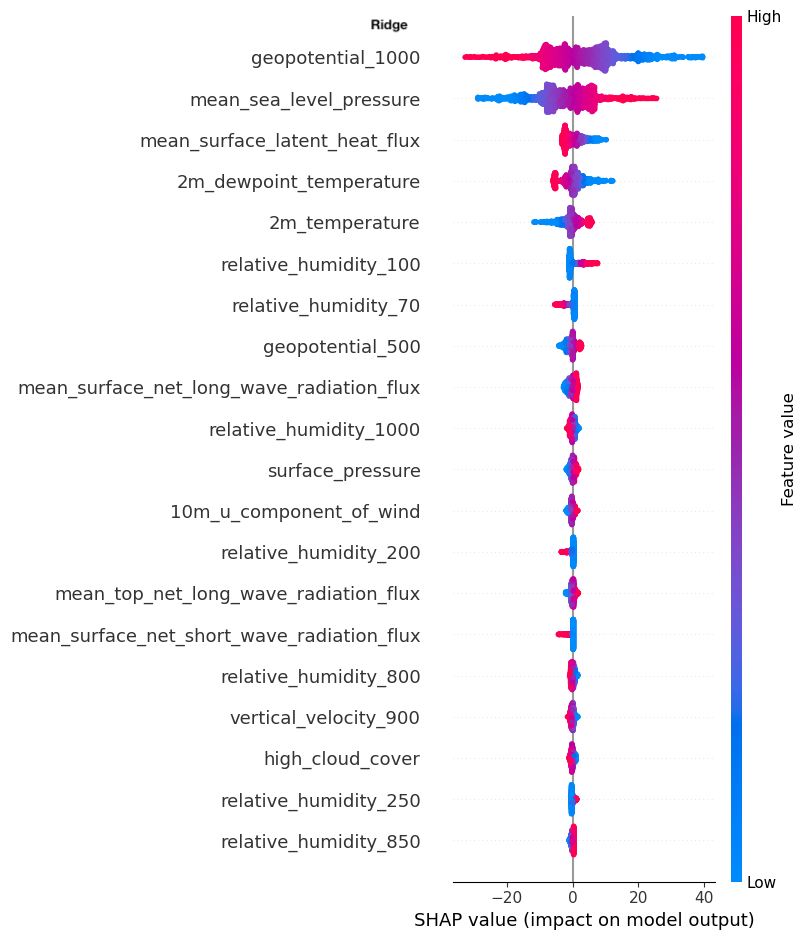 Ridge
High
geopotential_1000
mean_sea_level_pressure
mean_surface_latent_heat_flux
2m_dewpoint_temperature
2m_temperature
relative_humidity_100
relative_humidity_70
geopotential_500
mean_surface_net_long_wave_radiation_flux
relative_humidity_1000
surface_pressure
10m_u_component_of_wind
relative_humidity_200
mean_top_net_long_wave_radiation_flux
mean_surface_net_short_wave_radiation_flux
relative_humidity_800
vertical_velocity_900
high_cloud_cover
relative_humidity_250
relative_humidity_850
Feature value
Low
−20 0 20 40
SHAP value (impact on model output)